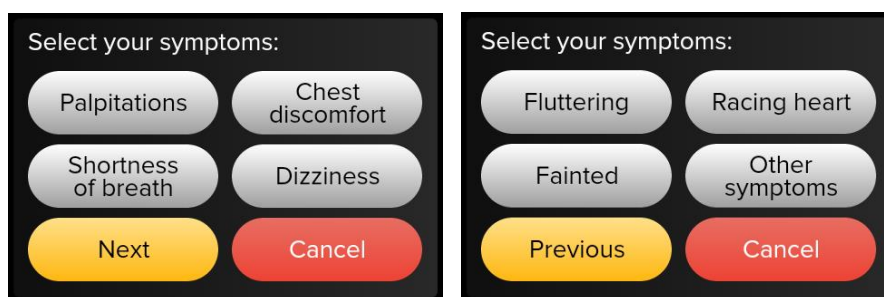 Select your symptoms:
Palpitations
Chest
discomfort
Shortness
of breath
Dizziness
Next
Cancel
Select your symptoms:
Fluttering
Racing heart
Fainted
Other
symptoms
Previous
Cancel